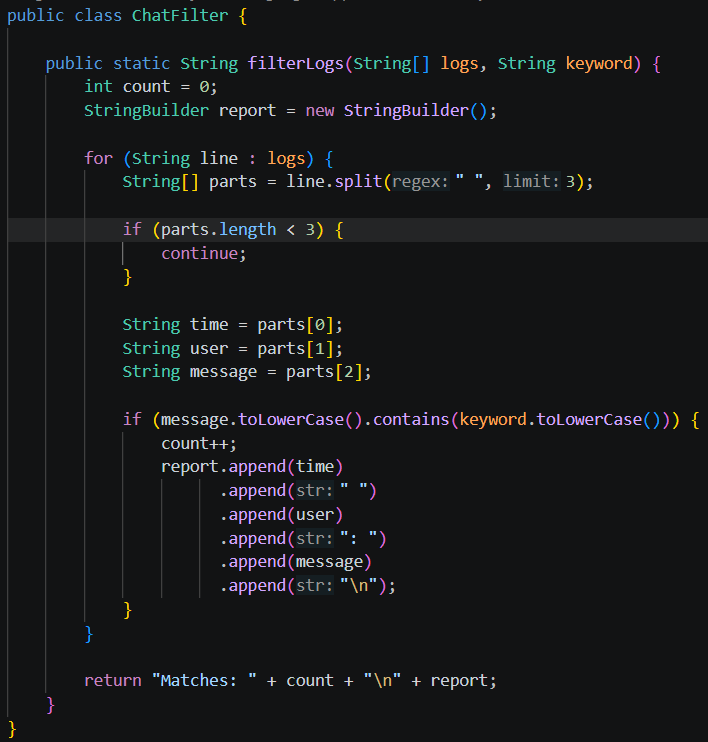 public class ChatFilter {
public static String filterLogs(String[] logs, String keyword) {
int count = 0;
StringBuilder report = new StringBuilder();
for (String line : logs) {
String[] parts = line.split(regex: " ", limit: 3);
if (parts.length < 3) {
continue;
}
String time = parts[0];
String user = parts[1];
String message = parts[2];
if (message.toLowerCase().contains(keyword.toLowerCase())) {
count++;
report.append(time)
.append(str: " ")
.append(user)
.append(str: ": ")
.append(message)
.append(str: "\n");
}
}
return "Matches: " + count + "\n" + report;
}
}